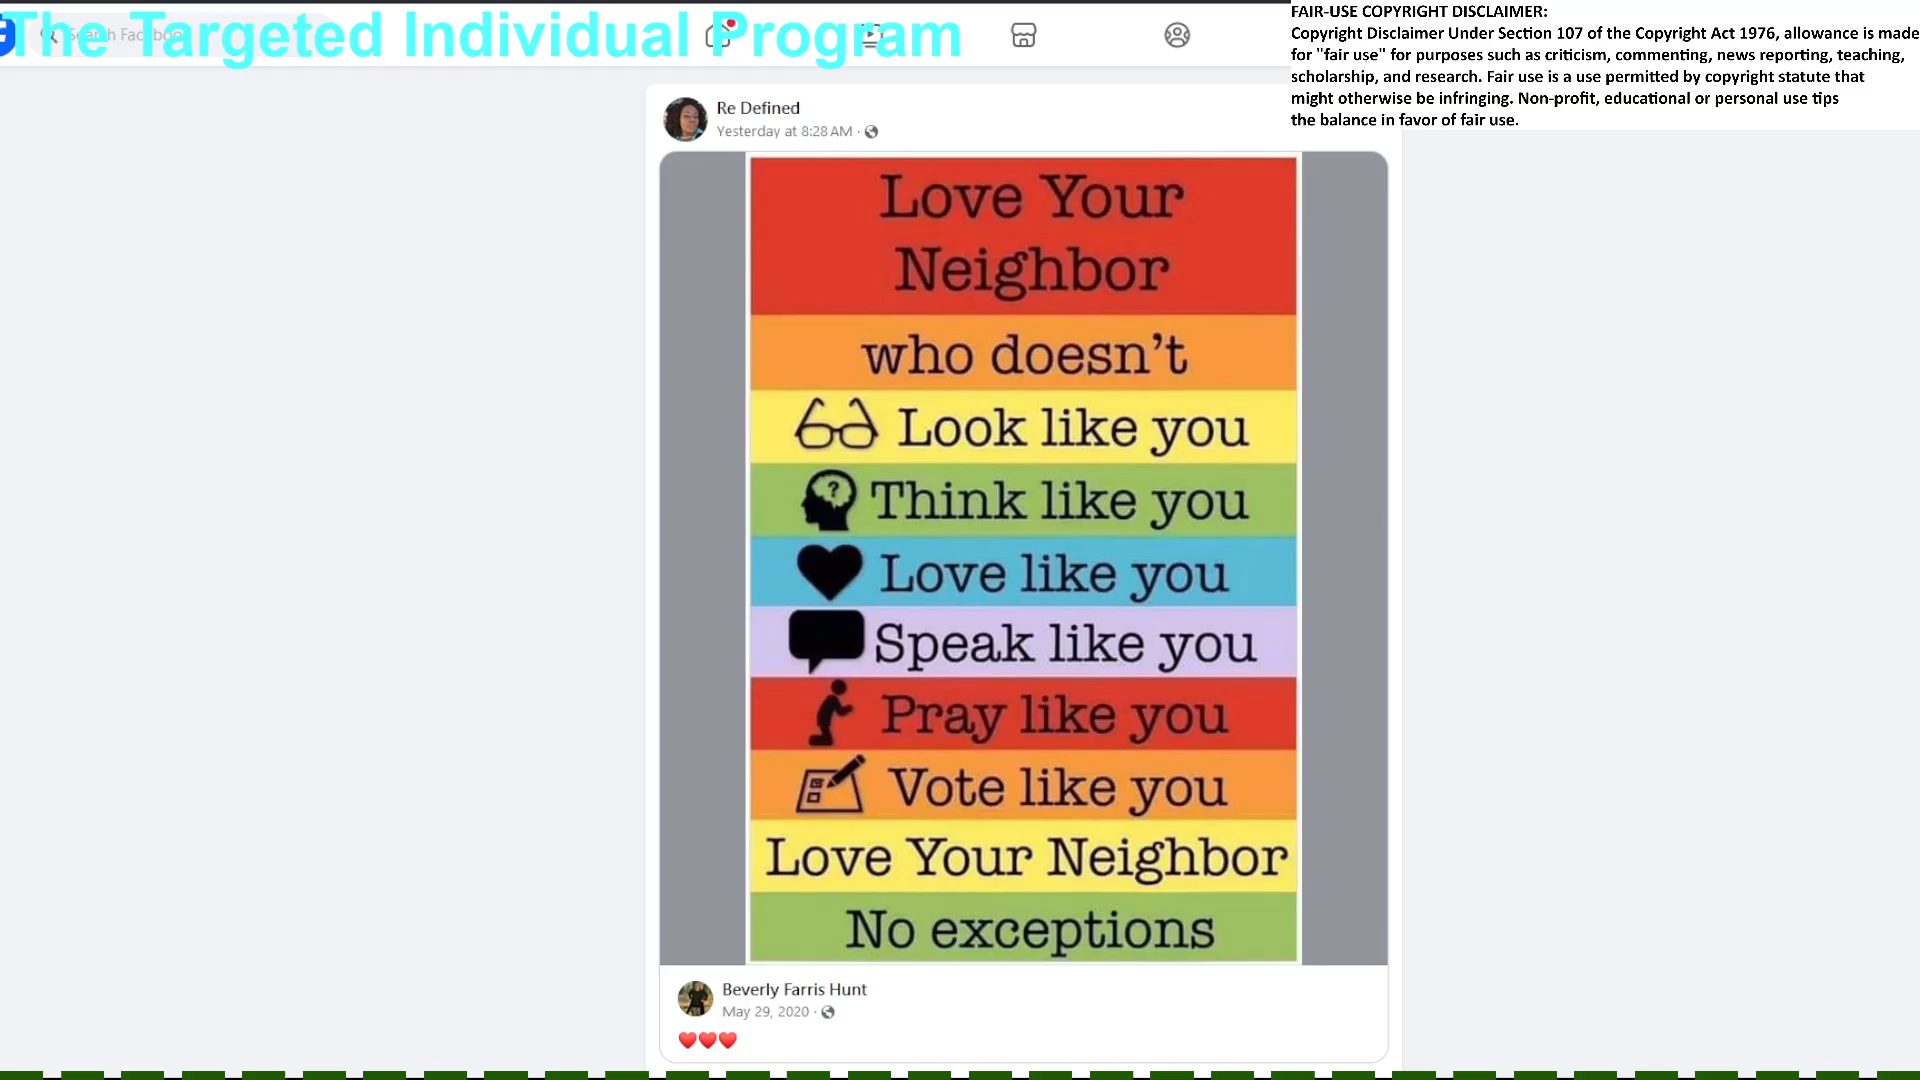 The Targeted Individual Program
Search Facebook
FAIR-USE COPYRIGHT DISCLAIMER:
Copyright Disclaimer Under Section 107 of the Copyright Act 1976, allowance is made
for "fair use" for purposes such as criticism, commenting, news reporting, teaching,
scholarship, and research. Fair use is a use permitted by copyright statute that
might otherwise be infringing. Non-profit, educational or personal use tips
the balance in favor of fair use.
Re Defined
Yesterday at 8:28 AM ·
Love Your
Neighbor
who doesn't
Look like you
? Think like you
Love like you
Speak like you
Pray like you
Vote like you
Love Your Neighbor
No exceptions
Beverly Farris Hunt
May 29, 2020 ·
❤️❤️❤️